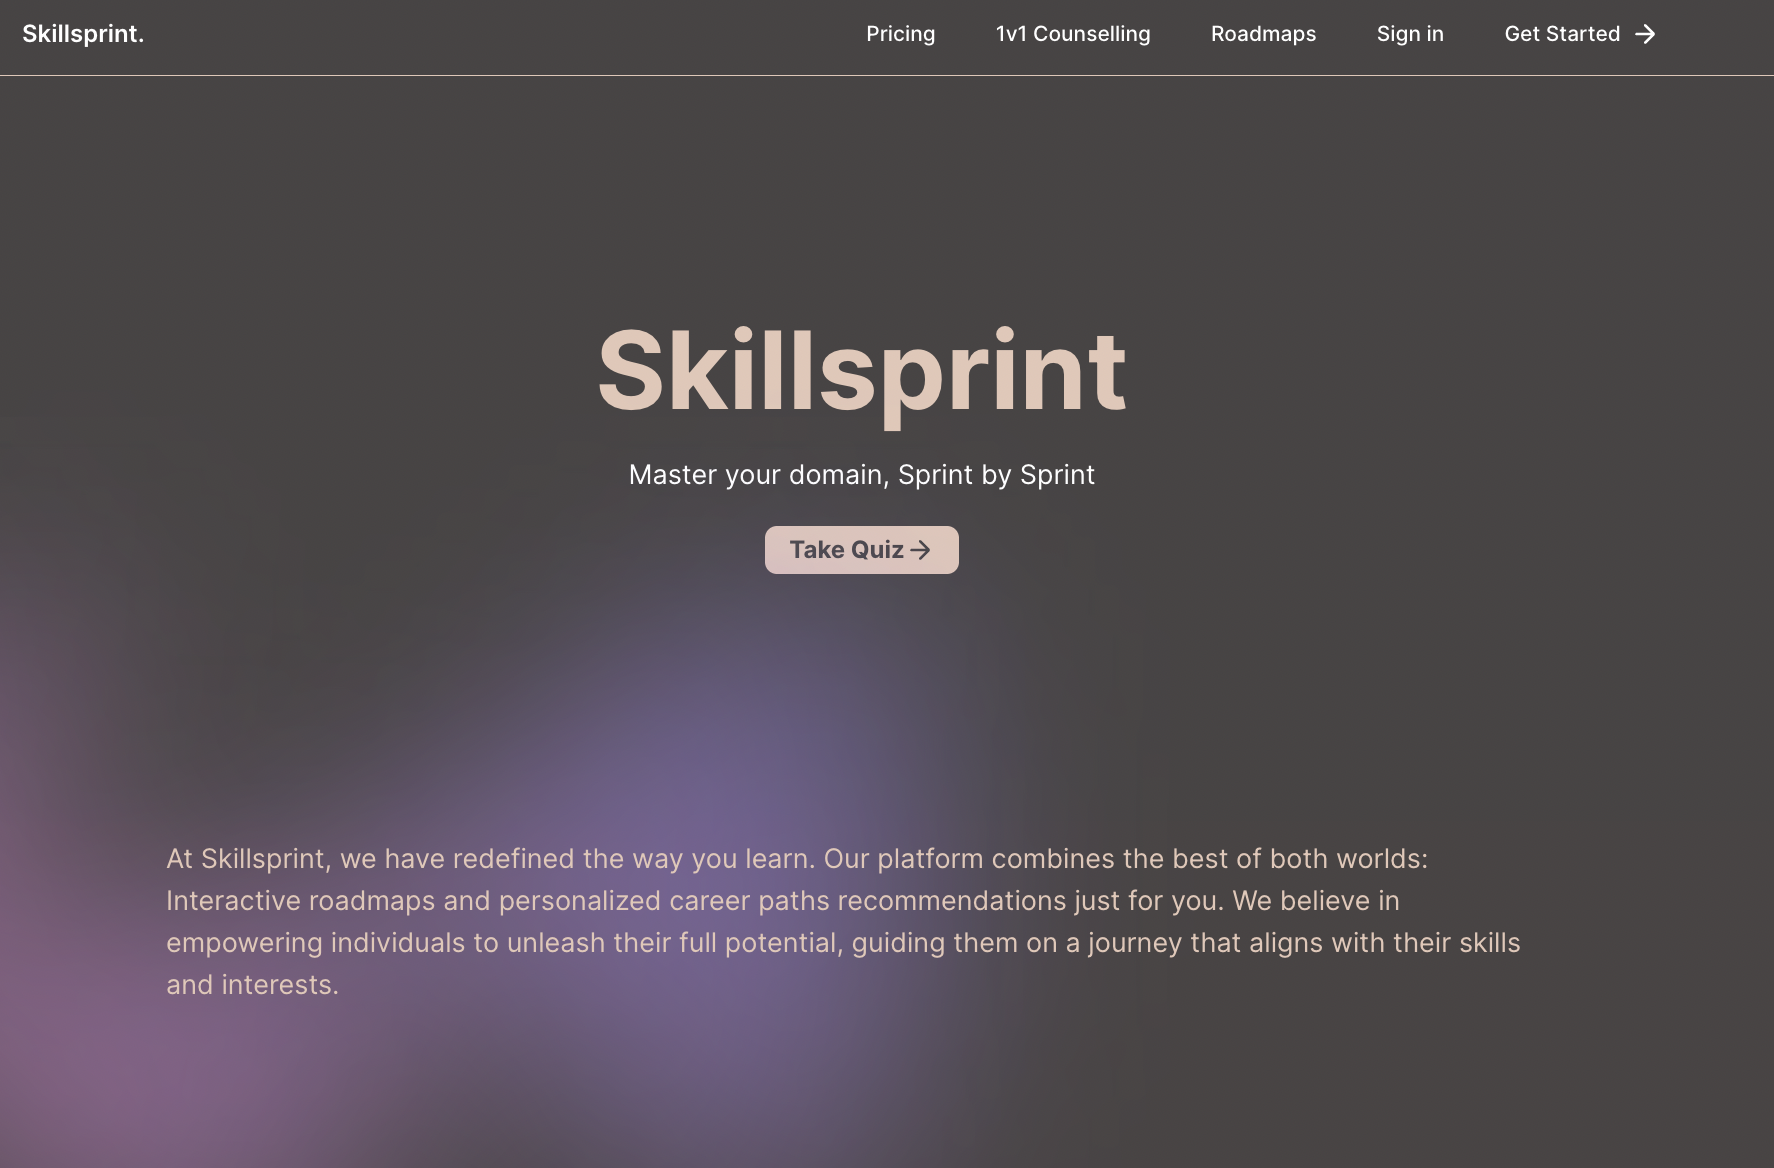 Skillsprint.
Pricing
1v1 Counselling
Roadmaps
Sign in
Get Started →
Skillsprint
Master your domain, Sprint by Sprint
Take Quiz →
At Skillsprint, we have redefined the way you learn. Our platform combines the best of both worlds:
Interactive roadmaps and personalized career paths recommendations just for you. We believe in
empowering individuals to unleash their full potential, guiding them on a journey that aligns with their skills
and interests.